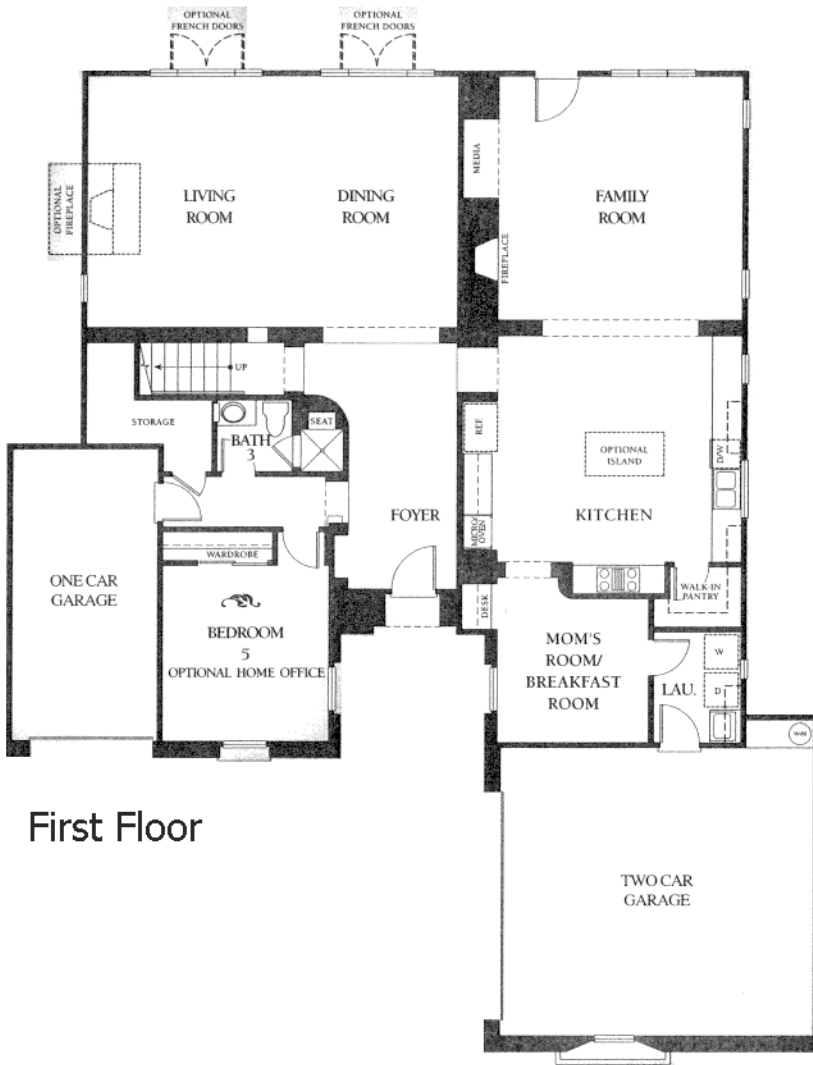 OPTIONAL
FRENCH DOORS
OPTIONAL
FRENCH DOORS
LIVING
ROOM
DINING
ROOM
MEDIA
FAMILY
ROOM
OPTIONAL
FIREPLACE
FIREPLACE
UP
STORAGE
BATH
3
SEAT
REF.
OPTIONAL
ISLAND
D/W
FOYER
KITCHEN
MICRO/
OVEN
WARDROBE
ONE CAR
GARAGE
BEDROOM
5
OPTIONAL HOME OFFICE
DESK
WALK-IN
PANTRY
MOM'S
ROOM/
BREAKFAST
ROOM
LAU.
W
D
First Floor
TWO CAR
GARAGE